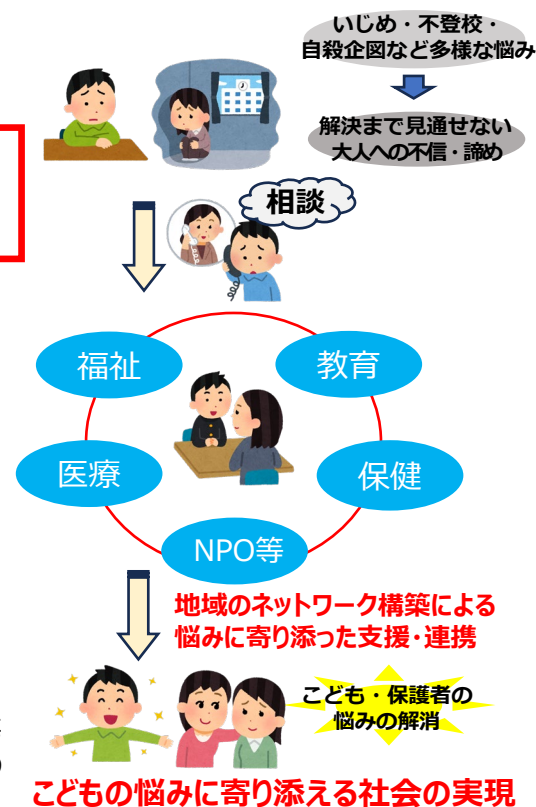 いじめ・不登校・
自殺企図など多様な悩み
解決まで見通せない
大人への不信・諦め
相談
福祉
教育
医療
保健
NPO等
地域のネットワーク構築による
悩みに寄り添った支援・連携
こども・保護者の
悩みの解消
の
こどもの悩みに寄り添える社会の実現